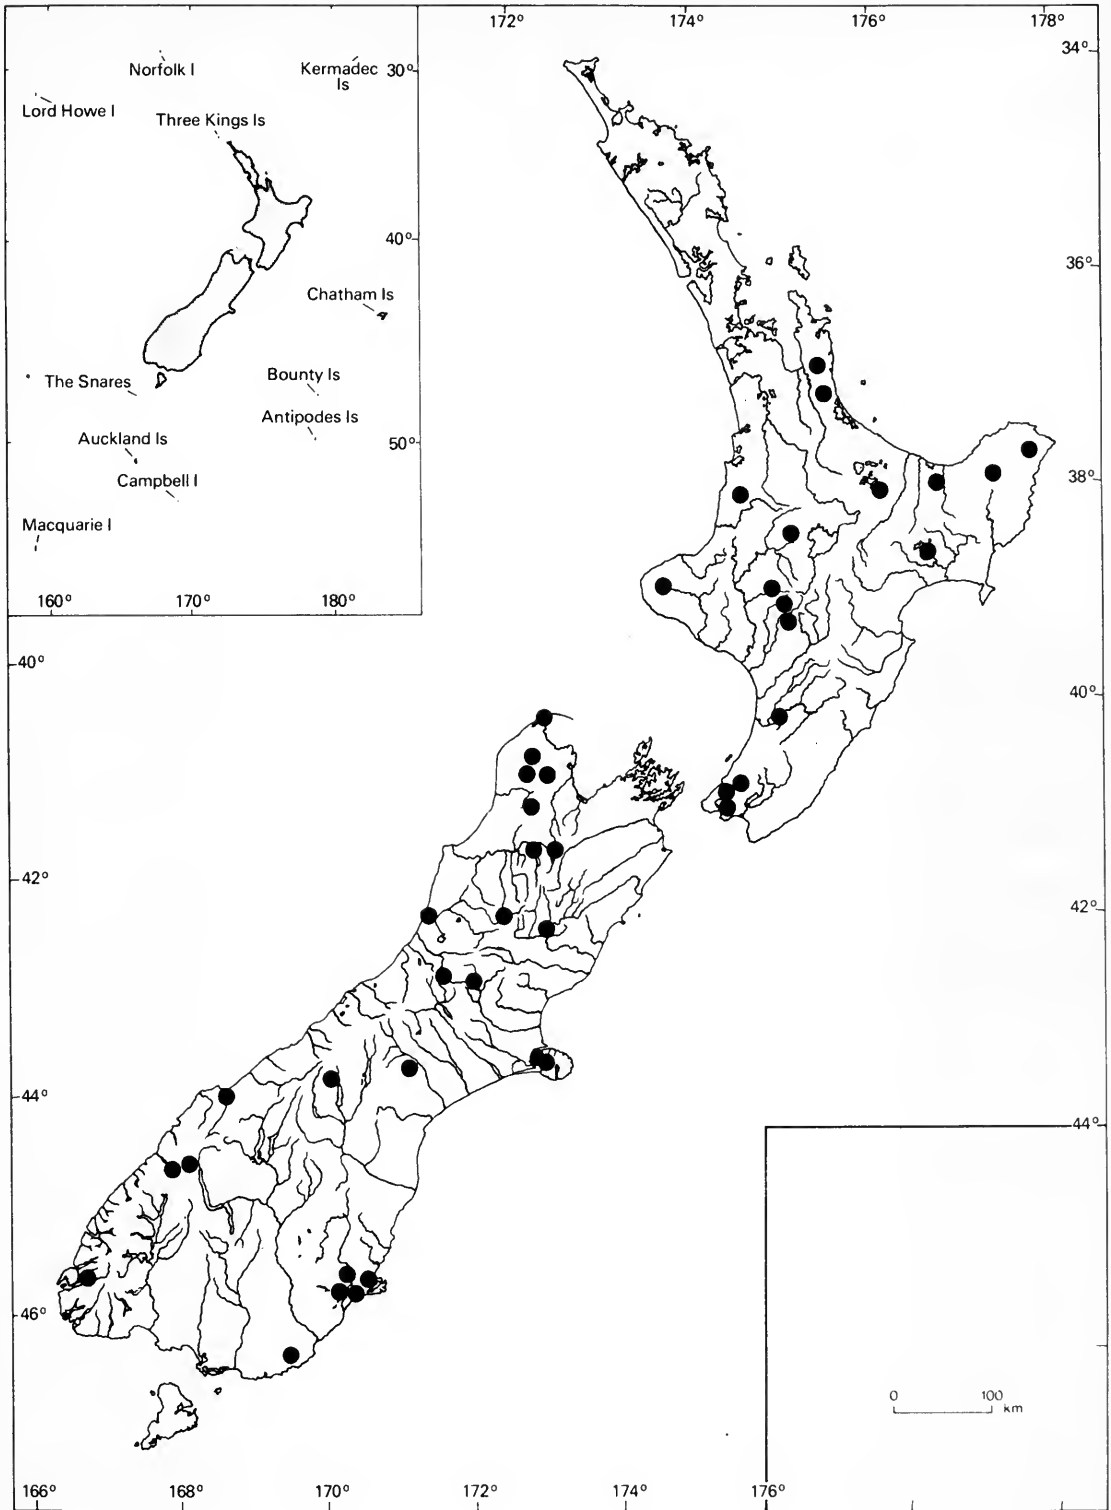 172° 174° 176° 178°
34°
Norfolk I
Kermadec
Is
30°
Lord Howe I
Three Kings Is
40°
36°
Chatham Is
The Snares
Bounty Is
Antipodes Is
Auckland Is
50°
Campbell I
38°
Macquarie I
160° 170° 180°
40°
40°
42°
42°
44°
44°
46°
0 100
km
166° 168° 170° 172° 174° 176°